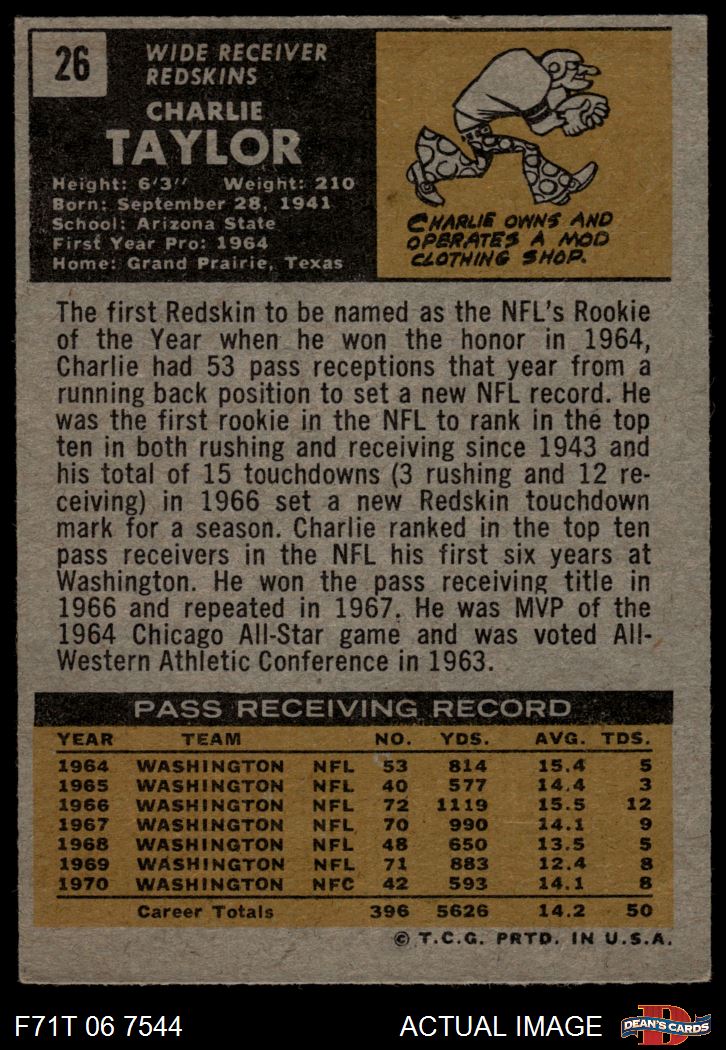 26
WIDE RECEIVER
REDSKINS
CHARLIE
TAYLOR
Height: 6'3" Weight: 210
Born: September 28, 1941
School: Arizona State
First Year Pro: 1964
Home: Grand Prairie, Texas
CHARLIE OWNS AND
OPERATES A MOD
CLOTHING SHOP.
The first Redskin to be named as the NFL's Rookie
of the Year when he won the honor in 1964,
Charlie had 53 pass receptions that year from a
running back position to set a new NFL record. He
was the first rookie in the NFL to rank in the top
ten in both rushing and receiving since 1943 and
his total of 15 touchdowns (3 rushing and 12 re-
ceiving) in 1966 set a new Redskin touchdown
mark for a season. Charlie ranked in the top ten
pass receivers in the NFL his first six years at
Washington. He won the pass receiving title in
1966 and repeated in 1967. He was MVP of the
1964 Chicago All-Star game and was voted All-
Western Athletic Conference in 1963.
PASS RECEIVING RECORD
YEAR TEAM NO. YDS. AVG. TDS.
1964 WASHINGTON NFL 53 814 15.4 5
1965 WASHINGTON NFL 40 577 14.4 3
1966 WASHINGTON NFL 72 1119 15.5 12
1967 WASHINGTON NFL 70 990 14.1 9
1968 WASHINGTON NFL 48 650 13.5 5
1969 WASHINGTON NFL 71 883 12.4 8
1970 WASHINGTON NFC 42 593 14.1 8
Career Totals 396 5626 14.2 50
© T.C.G. PRTD. IN U.S.A.
F71T 06 7544 ACTUAL IMAGE
D
DEAN'S CARDS